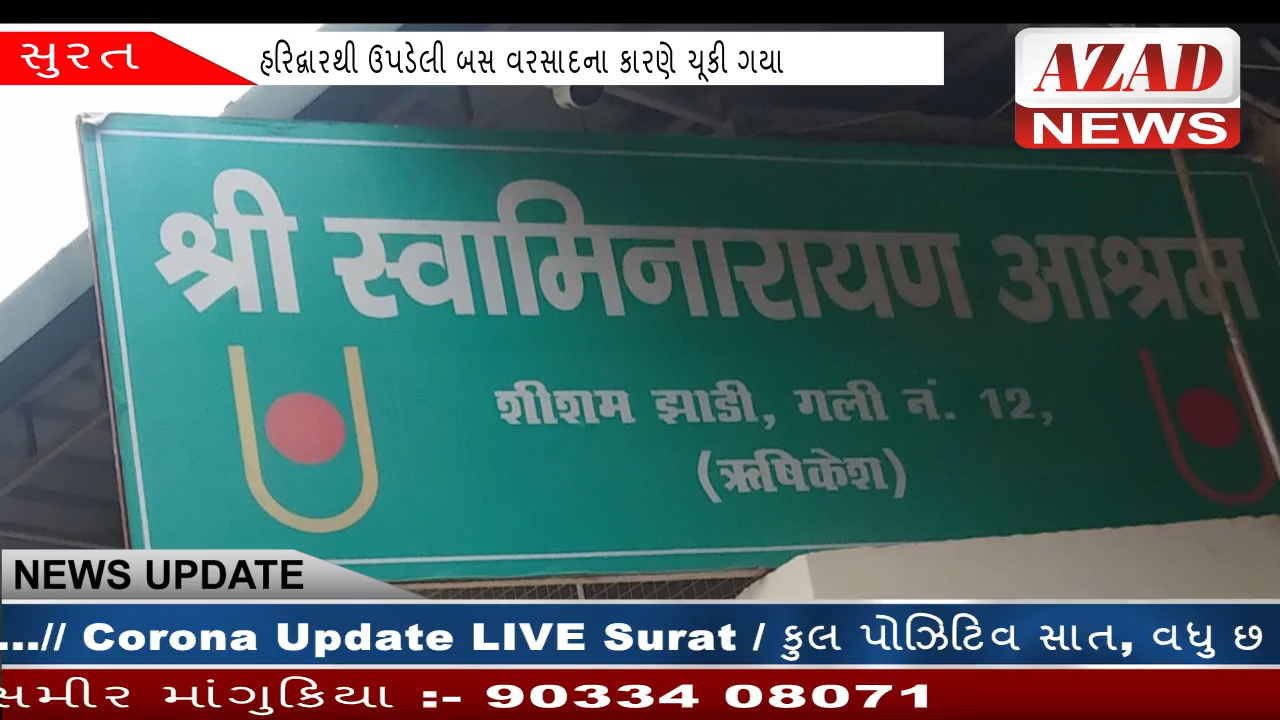 સુરત
હરિદ્વારથી ઉપડેલી બસ વરસાદના કારણે ચૂકી ગયા
AZAD
NEWS
श्री स्वामिनारायण आश्रम
शीशम झाडी, गली नं. 12,
(ऋषिकेश)
NEWS UPDATE
...// Corona Update LIVE Surat / કુલ પોઝિટિવ સાત, વધુ છ
સમીર માંગુકિયા :- 90334 08071